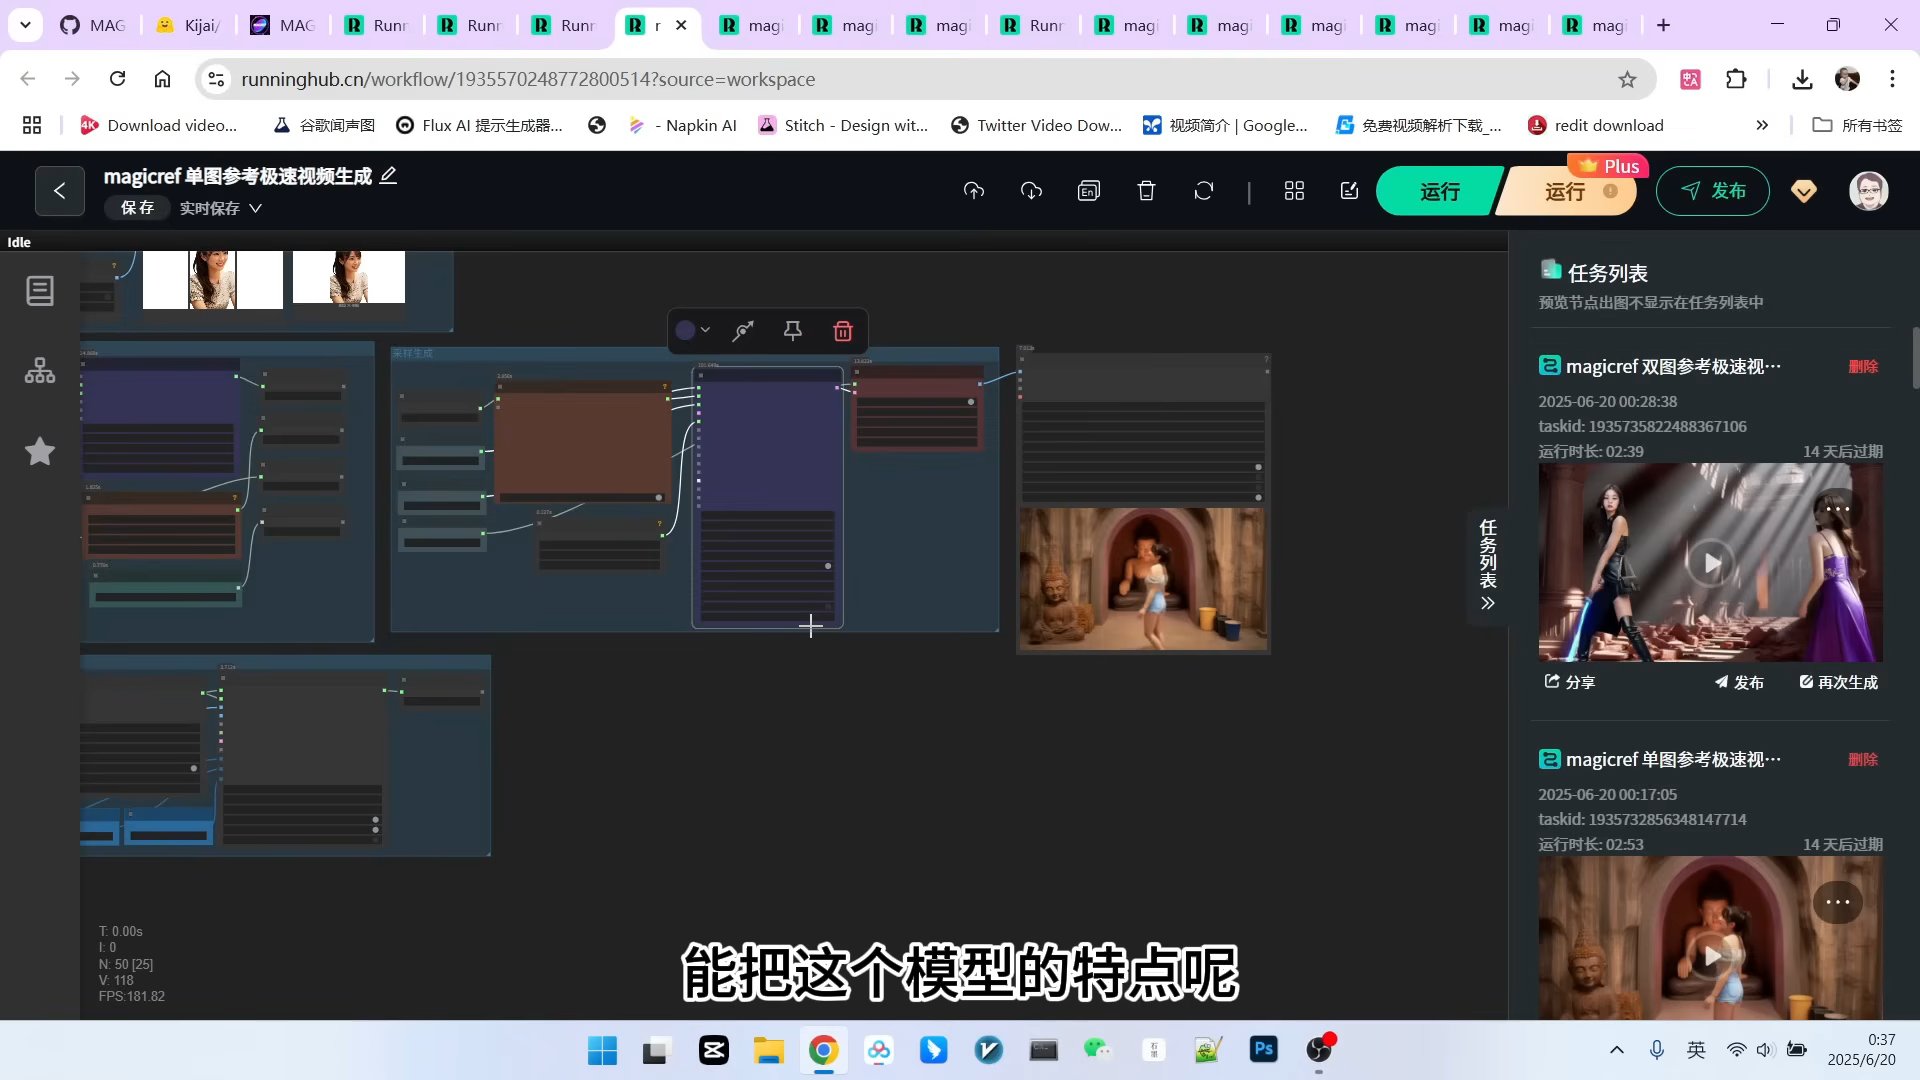 MAG
Kijai/
MAG
Runn
Runn
Runn
r
magi
magi
magi
Runn
magi
magi
magi
magi
magi
magi
runninghub.cn/workflow/1935570248772800514?source=workspace
Download video...
谷歌闻声图
Flux AI 提示生成器...
- Napkin AI
Stitch - Design wit...
Twitter Video Dow...
视频简介 | Google...
免费视频解析下载_...
redit download
所有书签
magicref 单图参考极速视频生成
保存
实时保存
En
运行
运行
Plus
发布
Idle
任务列表
预览节点出图不显示在任务列表中
采样生成
magicref 双图参考极速视···
删除
2025-06-20 00:28:38
taskid: 1935735822488367106
运行时长: 02:39
14 天后过期
任务列表
分享
发布
再次生成
magicref 单图参考极速视···
删除
2025-06-20 00:17:05
taskid: 1935732856348147714
运行时长: 02:53
14 天后过期
T: 0.00s
I: 0
N: 50 [25]
V: 118
FPS:181.82
能把这个模型的特点呢
Ps
英
0:37
2025/6/20